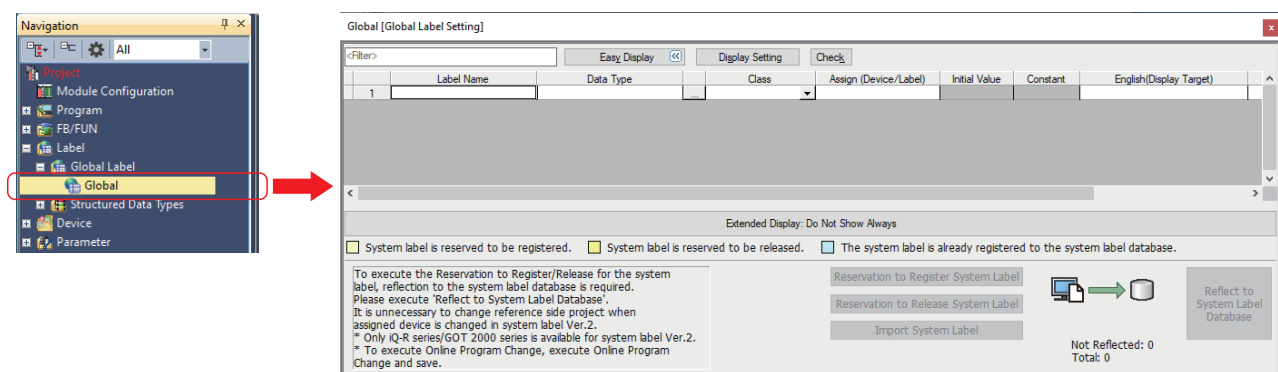 Navigation
All
Project
Module Configuration
Program
FB/FUN
Label
Global Label
Global
Structured Data Types
Device
Parameter
Global [Global Label Setting]
<Filter>
Easy Display
Display Setting
Check
Label Name
Data Type
Class
Assign (Device/Label)
Initial Value
Constant
English(Display Target)
1
...
Extended Display: Do Not Show Always
System label is reserved to be registered.
System label is reserved to be released.
The system label is already registered to the system label database.
To execute the Reservation to Register/Release for the system
label, reflection to the system label database is required.
Please execute 'Reflect to System Label Database'.
It is unnecessary to change reference side project when
assigned device is changed in system label Ver.2.
* Only iQ-R series/GOT 2000 series is available for system label Ver.2.
* To execute Online Program Change, execute Online Program
Change and save.
Reservation to Register System Label
Reservation to Release System Label
Import System Label
Not Reflected: 0
Total: 0
Reflect to
System Label
Database